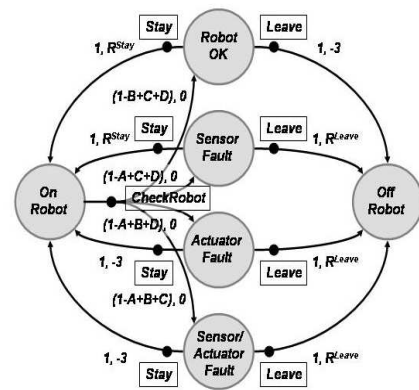 Stay
Robot
OK
Leave
1, R^Stay
1, -3
(1-B+C+D), 0
1, R^Stay
Stay
Sensor
Fault
Leave
1, R^Leave
(1-A+C+D), 0
On
Robot
CheckRobot
Off
Robot
(1-A+B+D), 0
Actuator
Fault
1, -3
Stay
Leave
1, R^Leave
(1-A+B+C), 0
Sensor/
Actuator
Fault
1, -3
Stay
Leave
1, R^Leave